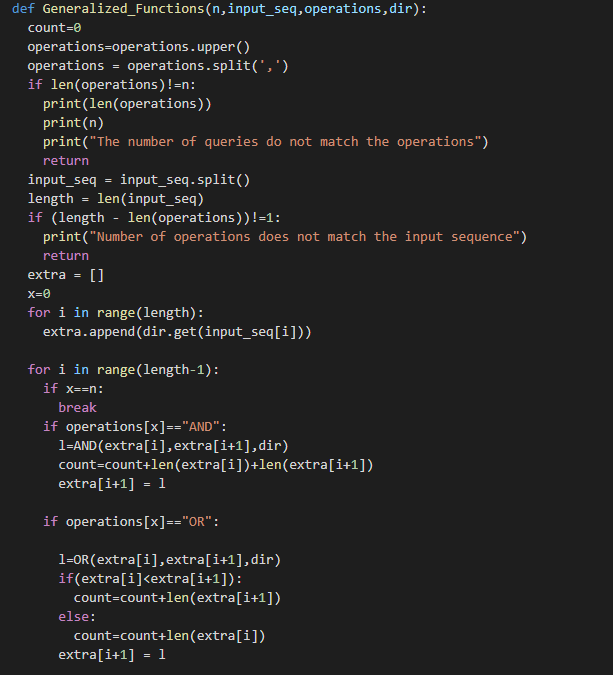 def Generalized_Functions(n,input_seq,operations,dir):
  count=0
  operations=operations.upper()
  operations = operations.split(',')
  if len(operations)!=n:
    print(len(operations))
    print(n)
    print("The number of queries do not match the operations")
    return
  input_seq = input_seq.split()
  length = len(input_seq)
  if (length - len(operations))!=1:
    print("Number of operations does not match the input sequence")
    return
  extra = []
  x=0
  for i in range(length):
    extra.append(dir.get(input_seq[i]))
  for i in range(length-1):
    if x==n:
      break
    if operations[x]=="AND":
      l=AND(extra[i],extra[i+1],dir)
      count=count+len(extra[i])+len(extra[i+1])
      extra[i+1] = l
    if operations[x]=="OR":
      l=OR(extra[i],extra[i+1],dir)
      if(extra[i]<extra[i+1]):
        count=count+len(extra[i+1])
      else:
        count=count+len(extra[i])
      extra[i+1] = l